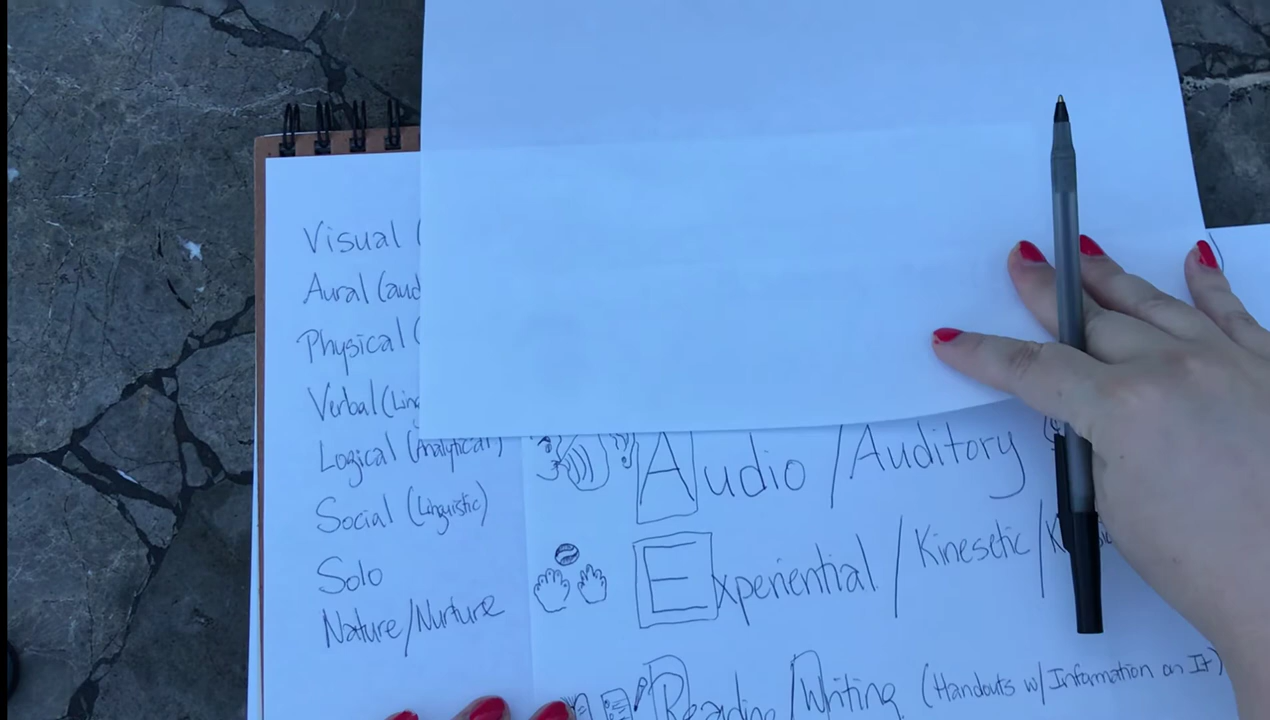 Visual (
Aural (aud
Physical (
Verbal (Ling
Logical (Analytical)
Social (Linguistic)
Solo
Nature/Nurture
Audio / Auditory
Experiential / Kinesetic /
Reading/Writing (Handouts w/ Information on It)